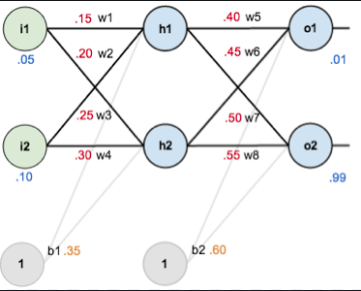 .15 w1
.40 w5
i1
h1
o1
.20 w2
.45 w6
.05
.01
.25 w3
.50 w7
i2
.30 w4
h2
.55 w8
o2
.10
.99
b1 .35
b2 .60
1
1